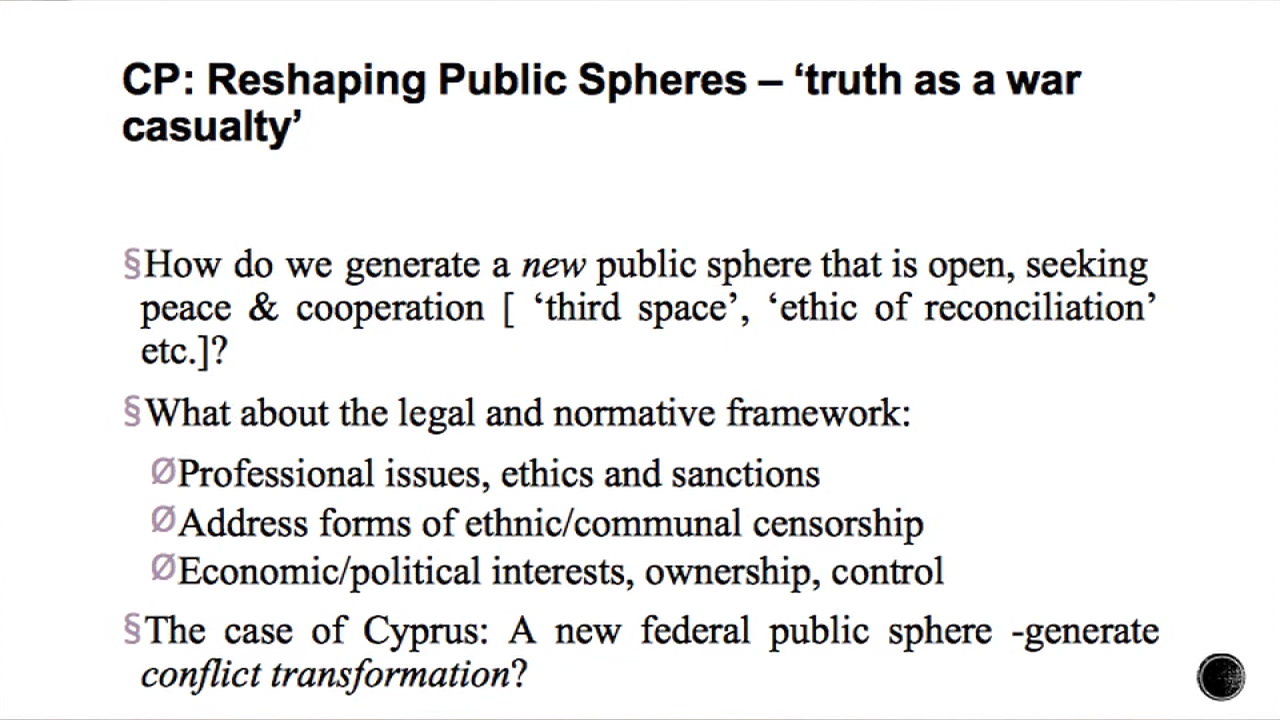 CP: Reshaping Public Spheres – ‘truth as a war
casualty’
§How do we generate a new public sphere that is open, seeking
peace & cooperation [ ‘third space’, ‘ethic of reconciliation’
etc.]?
§What about the legal and normative framework:
ØProfessional issues, ethics and sanctions
ØAddress forms of ethnic/communal censorship
ØEconomic/political interests, ownership, control
§The case of Cyprus: A new federal public sphere -generate
conflict transformation?